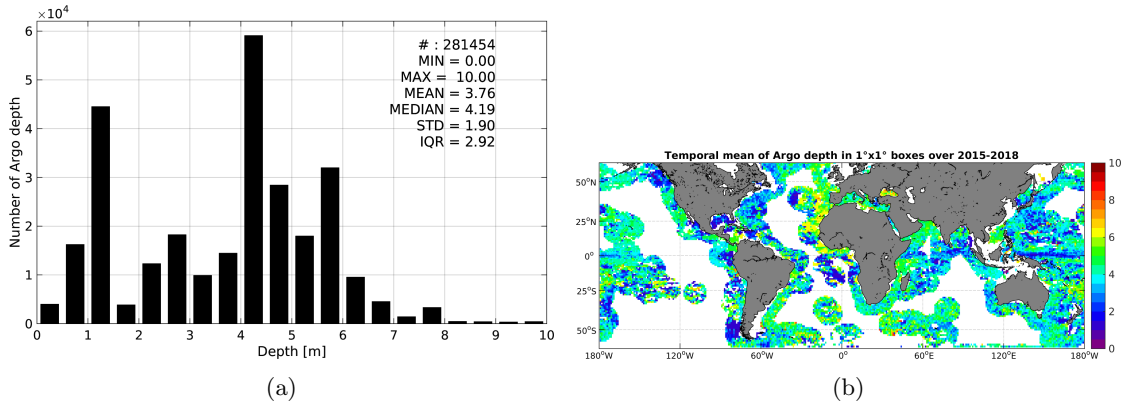 ×10⁴
6
5
4
3
2
1
0
Number of Argo depth
# : 281454
MIN = 0.00
MAX = 10.00
MEAN = 3.76
MEDIAN = 4.19
STD = 1.90
IQR = 2.92
0 1 2 3 4 5 6 7 8 9 10
Depth [m]
(a)
Temporal mean of Argo depth in 1°x1° boxes over 2015-2018
50°N
25°N
0°
25°S
50°S
180°W 120°W 60°W 0° 60°E 120°E 180°W
10
8
6
4
2
0
(b)